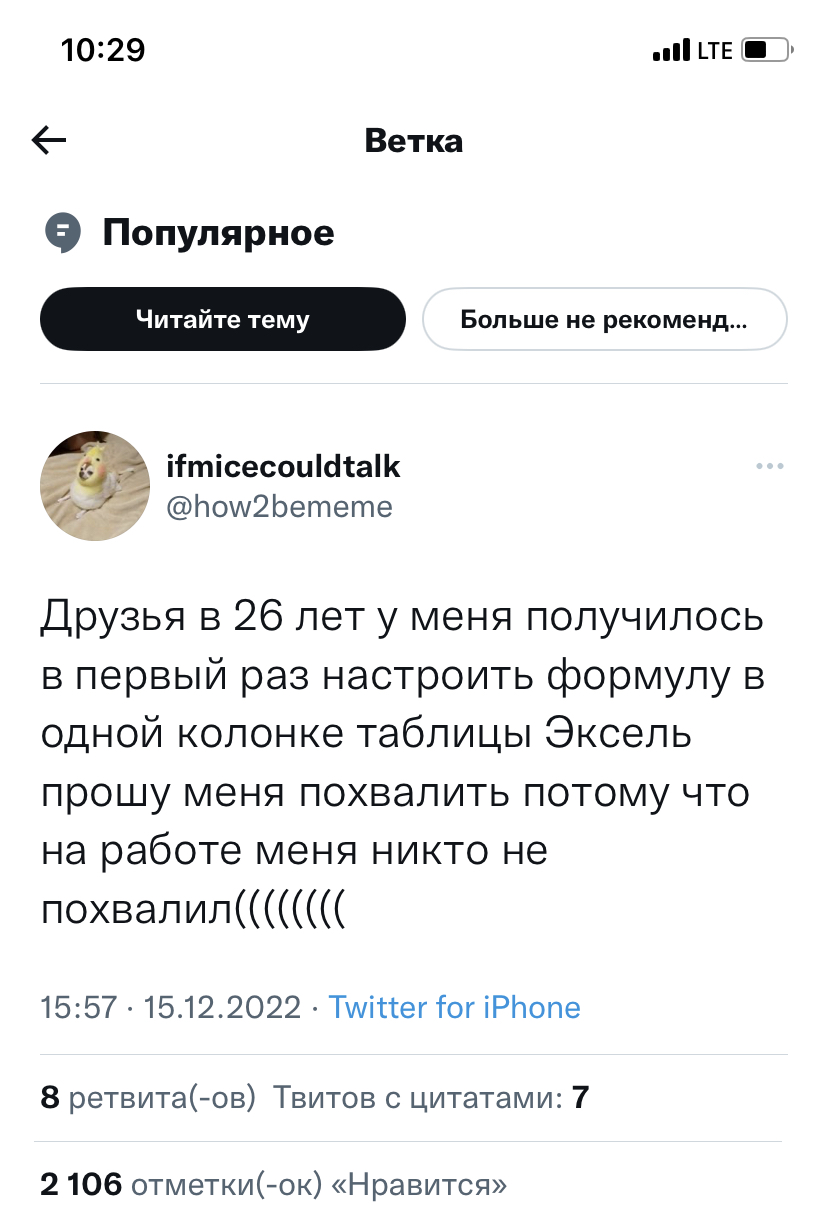 10:29
LTE
Ветка
Популярное
Читайте тему
Больше не рекоменд...
ifmicecouldtalk
@how2bememe
Друзья в 26 лет у меня получилось
в первый раз настроить формулу в
одной колонке таблицы Эксель
прошу меня похвалить потому что
на работе меня никто не
похвалил((((((((
15:57 · 15.12.2022 · Twitter for iPhone
8 ретвита(-ов) Твитов с цитатами: 7
2 106 отметки(-ок) «Нравится»